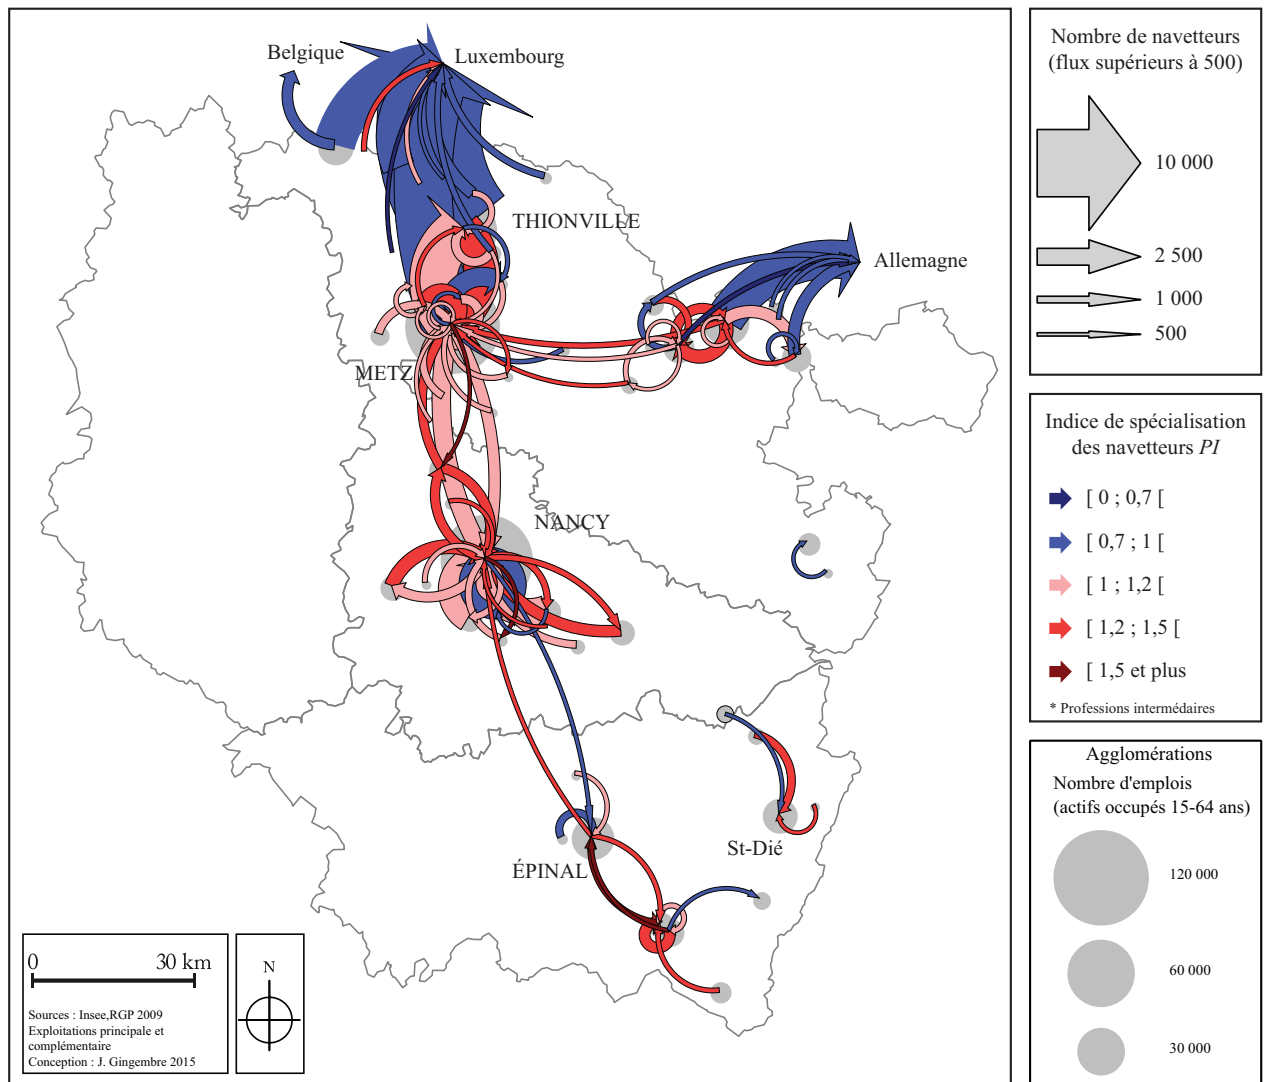 Belgique
Luxembourg
THIONVILLE
Allemagne
METZ
NANCY
St-Dié
ÉPINAL
0 30 km
Sources : Insee,RGP 2009
Exploitations principale et
complémentaire
Conception : J. Gingembre 2015
N
Nombre de navetteurs
(flux supérieurs à 500)
10 000
2 500
1 000
500
Indice de spécialisation
des navetteurs PI
[ 0 ; 0,7 [
[ 0,7 ; 1 [
[ 1 ; 1,2 [
[ 1,2 ; 1,5 [
[ 1,5 et plus
* Professions intermédaires
Agglomérations
Nombre d'emplois
(actifs occupés 15-64 ans)
120 000
60 000
30 000